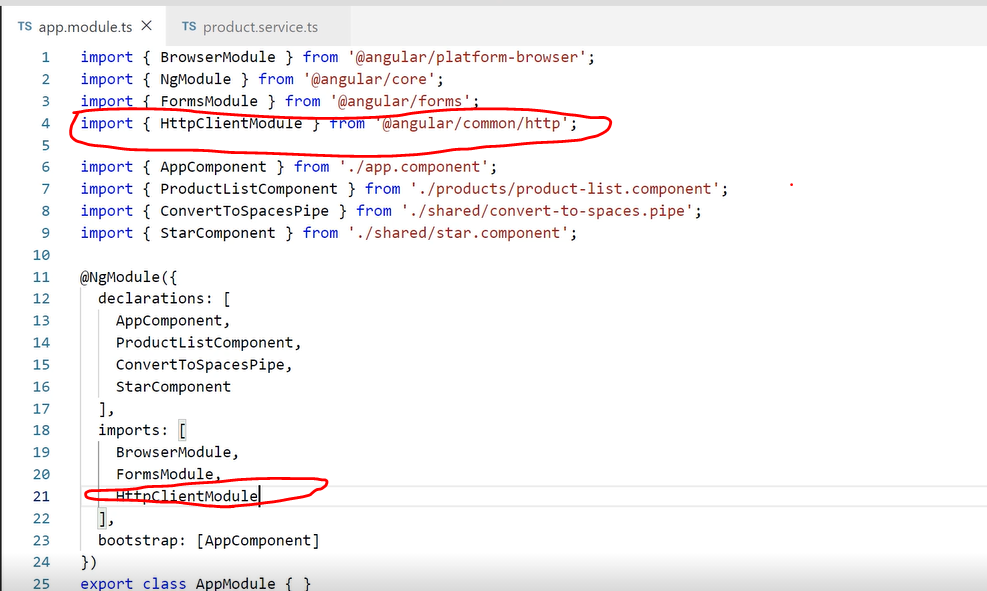 TS app.module.ts × TS product.service.ts
1 import { BrowserModule } from '@angular/platform-browser';
2 import { NgModule } from '@angular/core';
3 import { FormsModule } from '@angular/forms';
4 import { HttpClientModule } from '@angular/common/http';
5
6 import { AppComponent } from './app.component';
7 import { ProductListComponent } from './products/product-list.component';
8 import { ConvertToSpacesPipe } from './shared/convert-to-spaces.pipe';
9 import { StarComponent } from './shared/star.component';
10
11 @NgModule({
12   declarations: [
13     AppComponent,
14     ProductListComponent,
15     ConvertToSpacesPipe,
16     StarComponent
17   ],
18   imports: [
19     BrowserModule,
20     FormsModule,
21     HttpClientModule
22   ],
23   bootstrap: [AppComponent]
24 })
25 export class AppModule { }